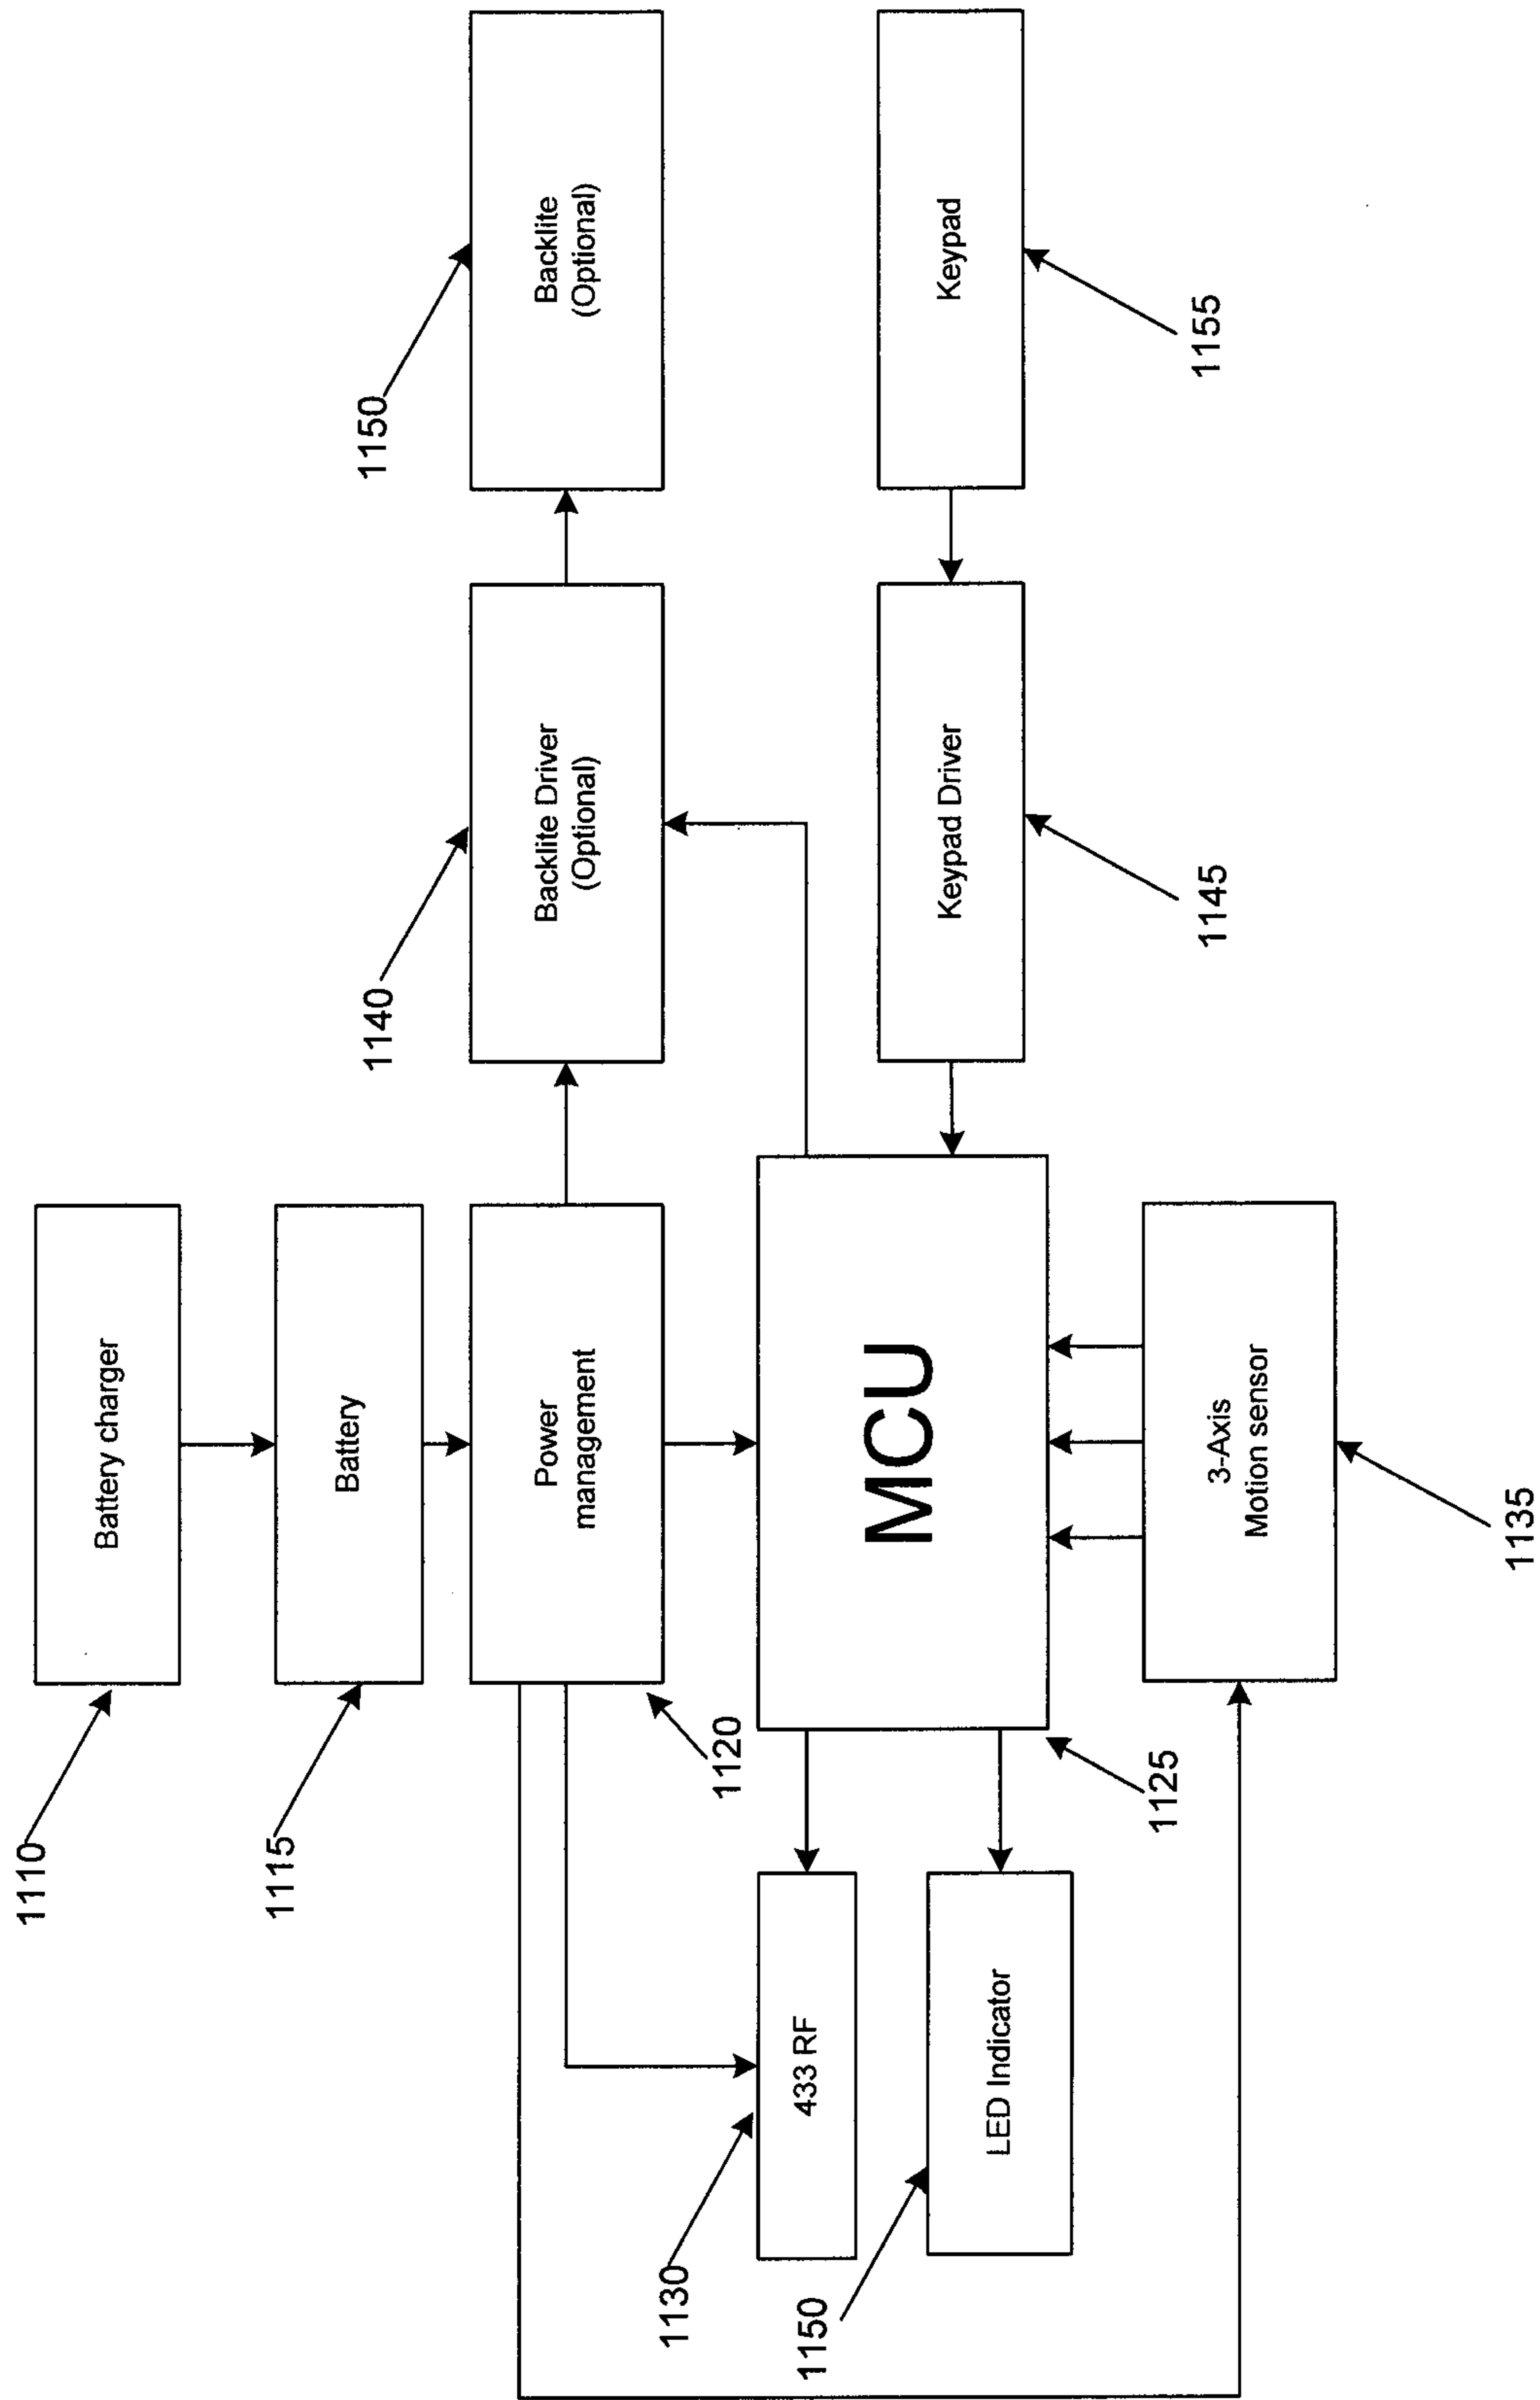 1110
Battery charger
1115
Battery
1140
1150
Power
management
Backlite Driver
(Optional)
Backlite
(Optional)
1130
1120
433 RF
1150
MCU
Keypad Driver
Keypad
LED Indicator
1125
1145
1155
3-Axis
Motion sensor
1135